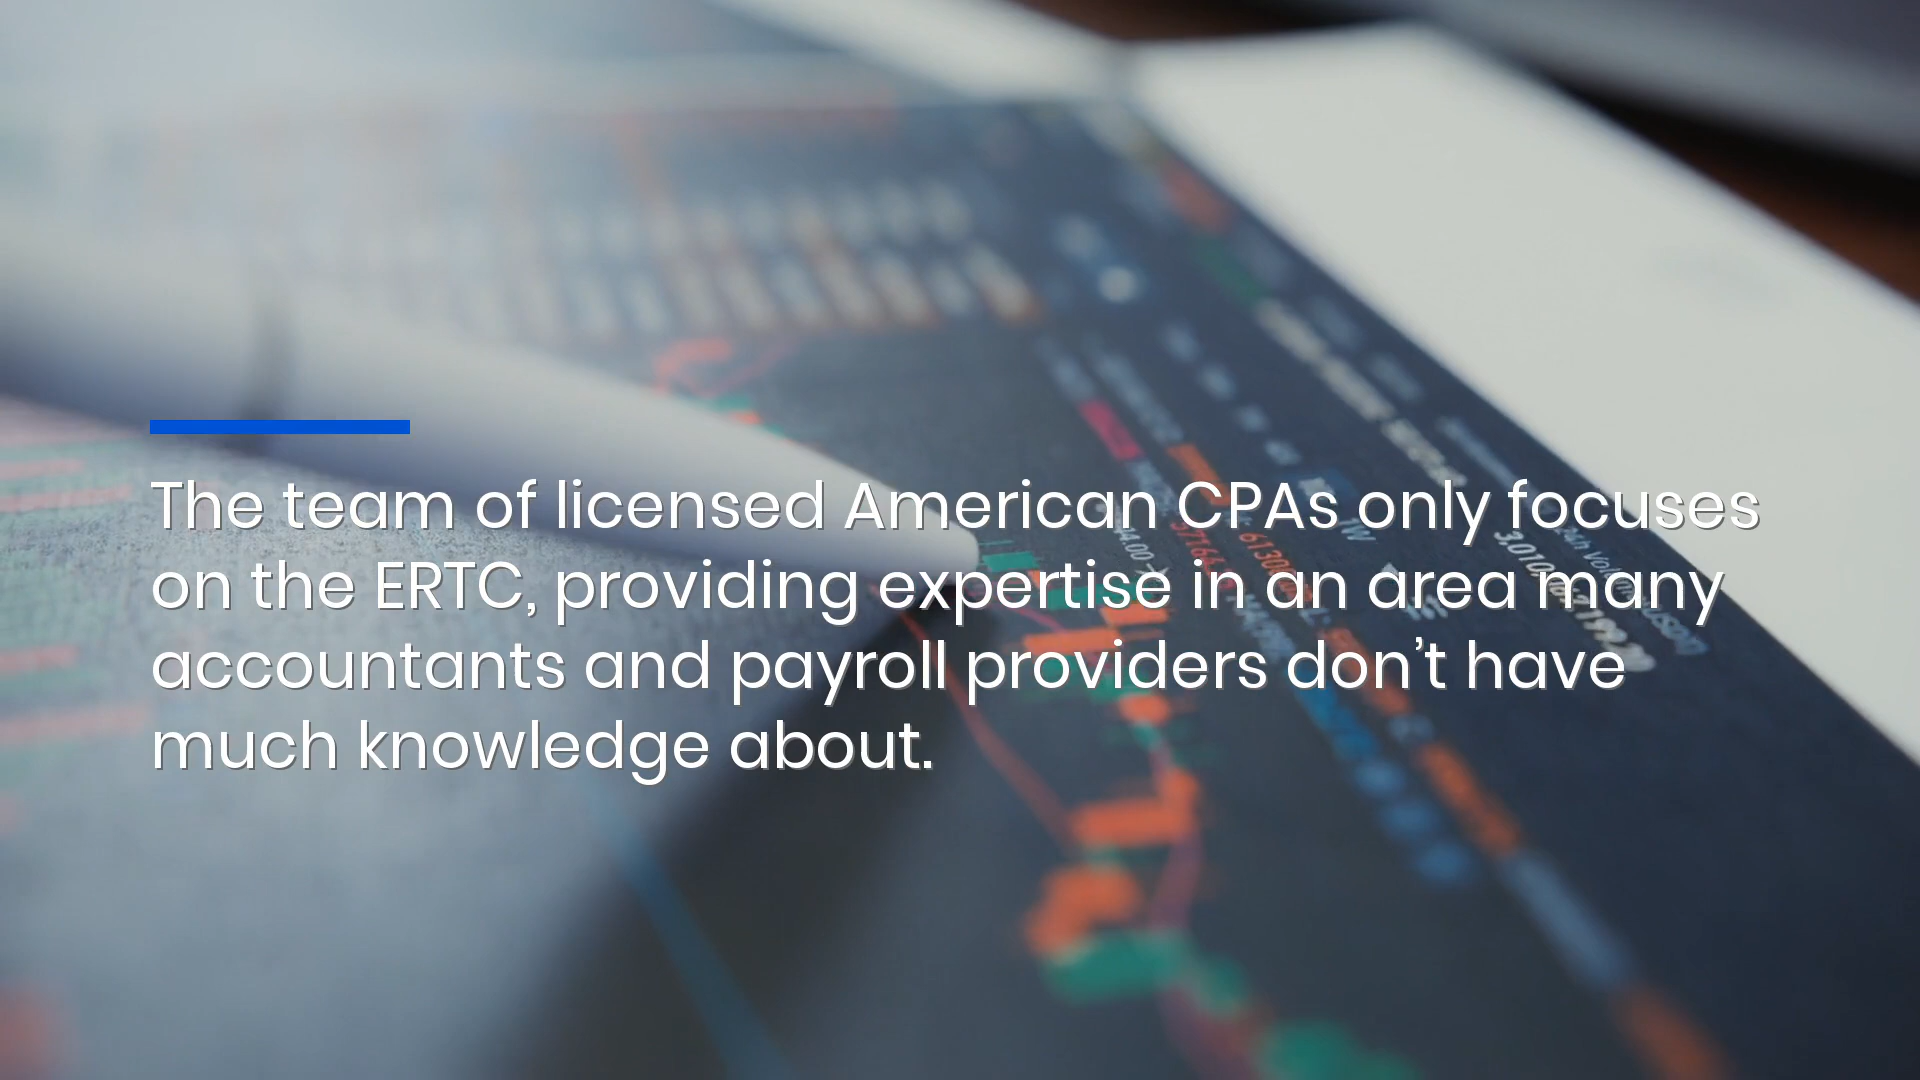 The team of licensed American CPAs only focuses
on the ERTC, providing expertise in an area many
accountants and payroll providers don’t have
much knowledge about.
1W